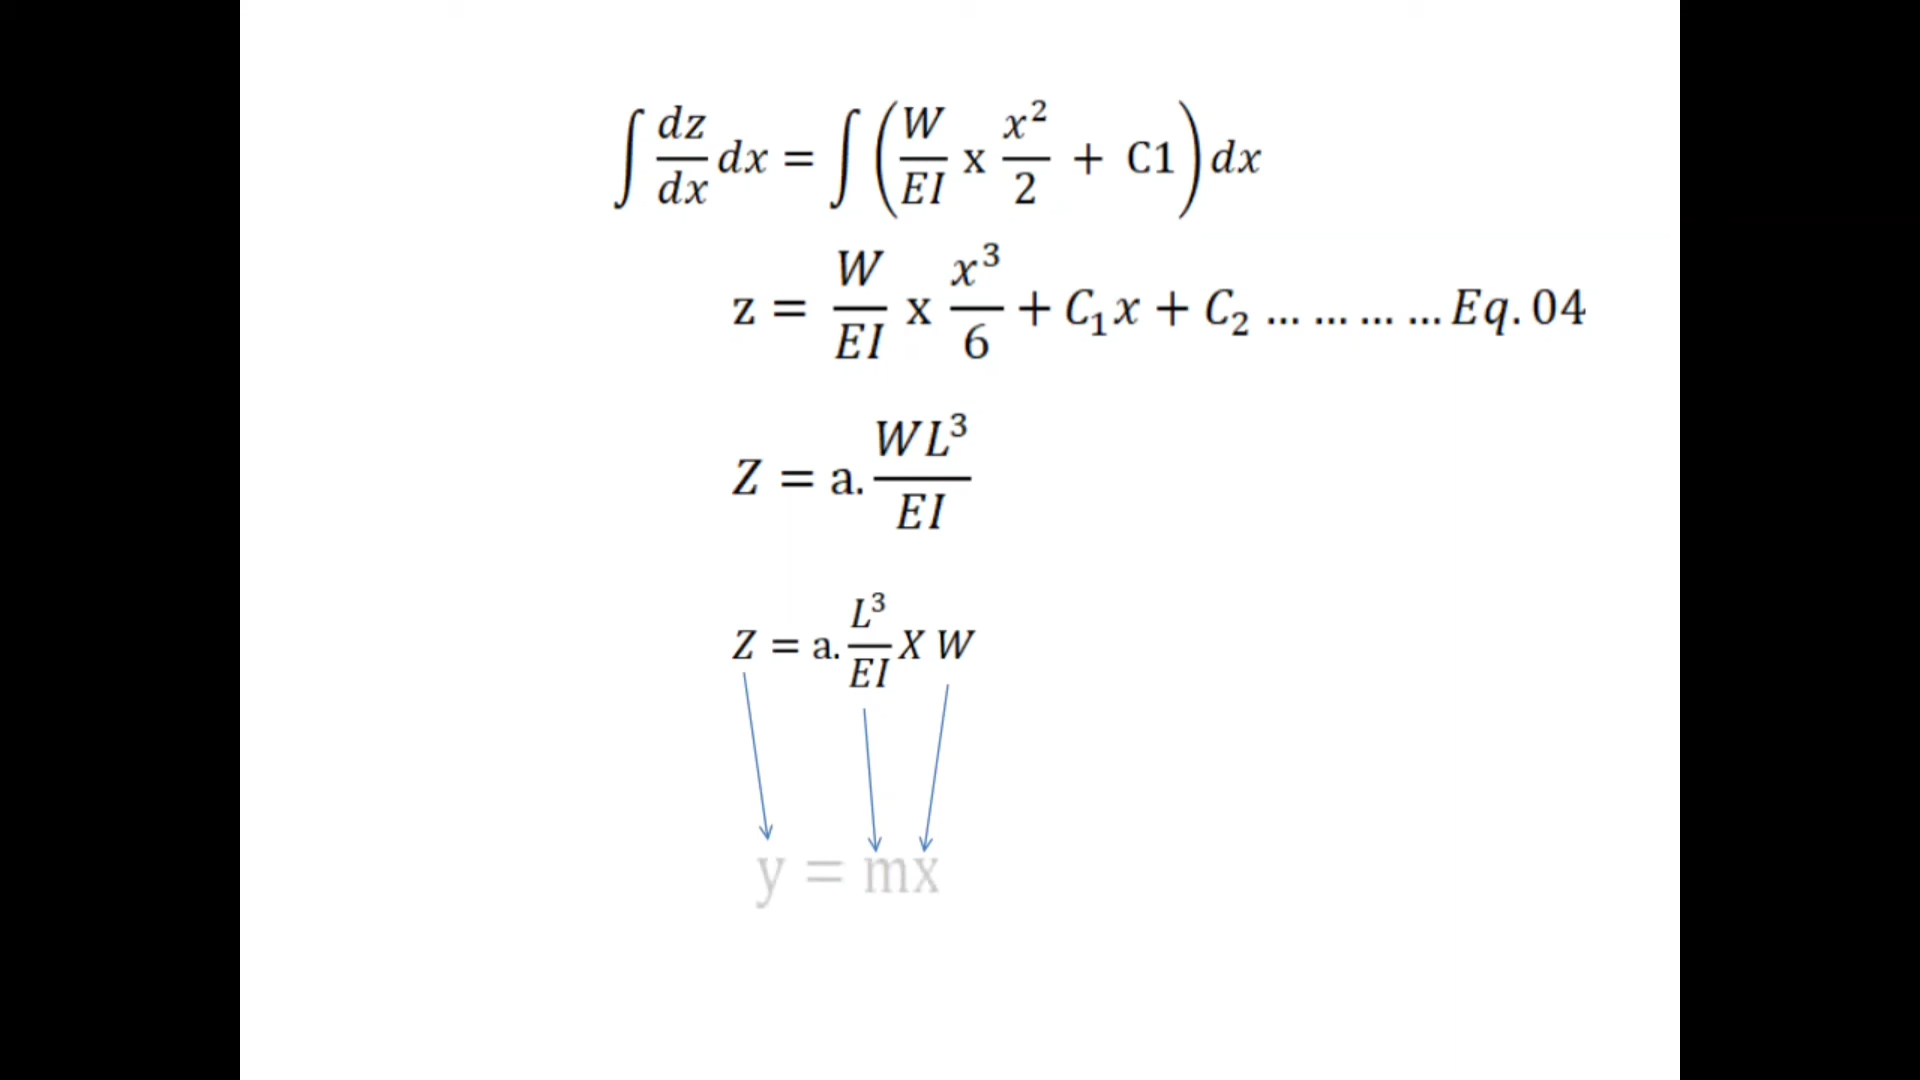 ∫ dz/dx dx = ∫ (W/EI x x²/2 + C1) dx
z = W/EI x x³/6 + C₁x + C₂ … … … … Eq. 04
Z = a. WL³/EI
Z = a. L³/EI X W
y = mx